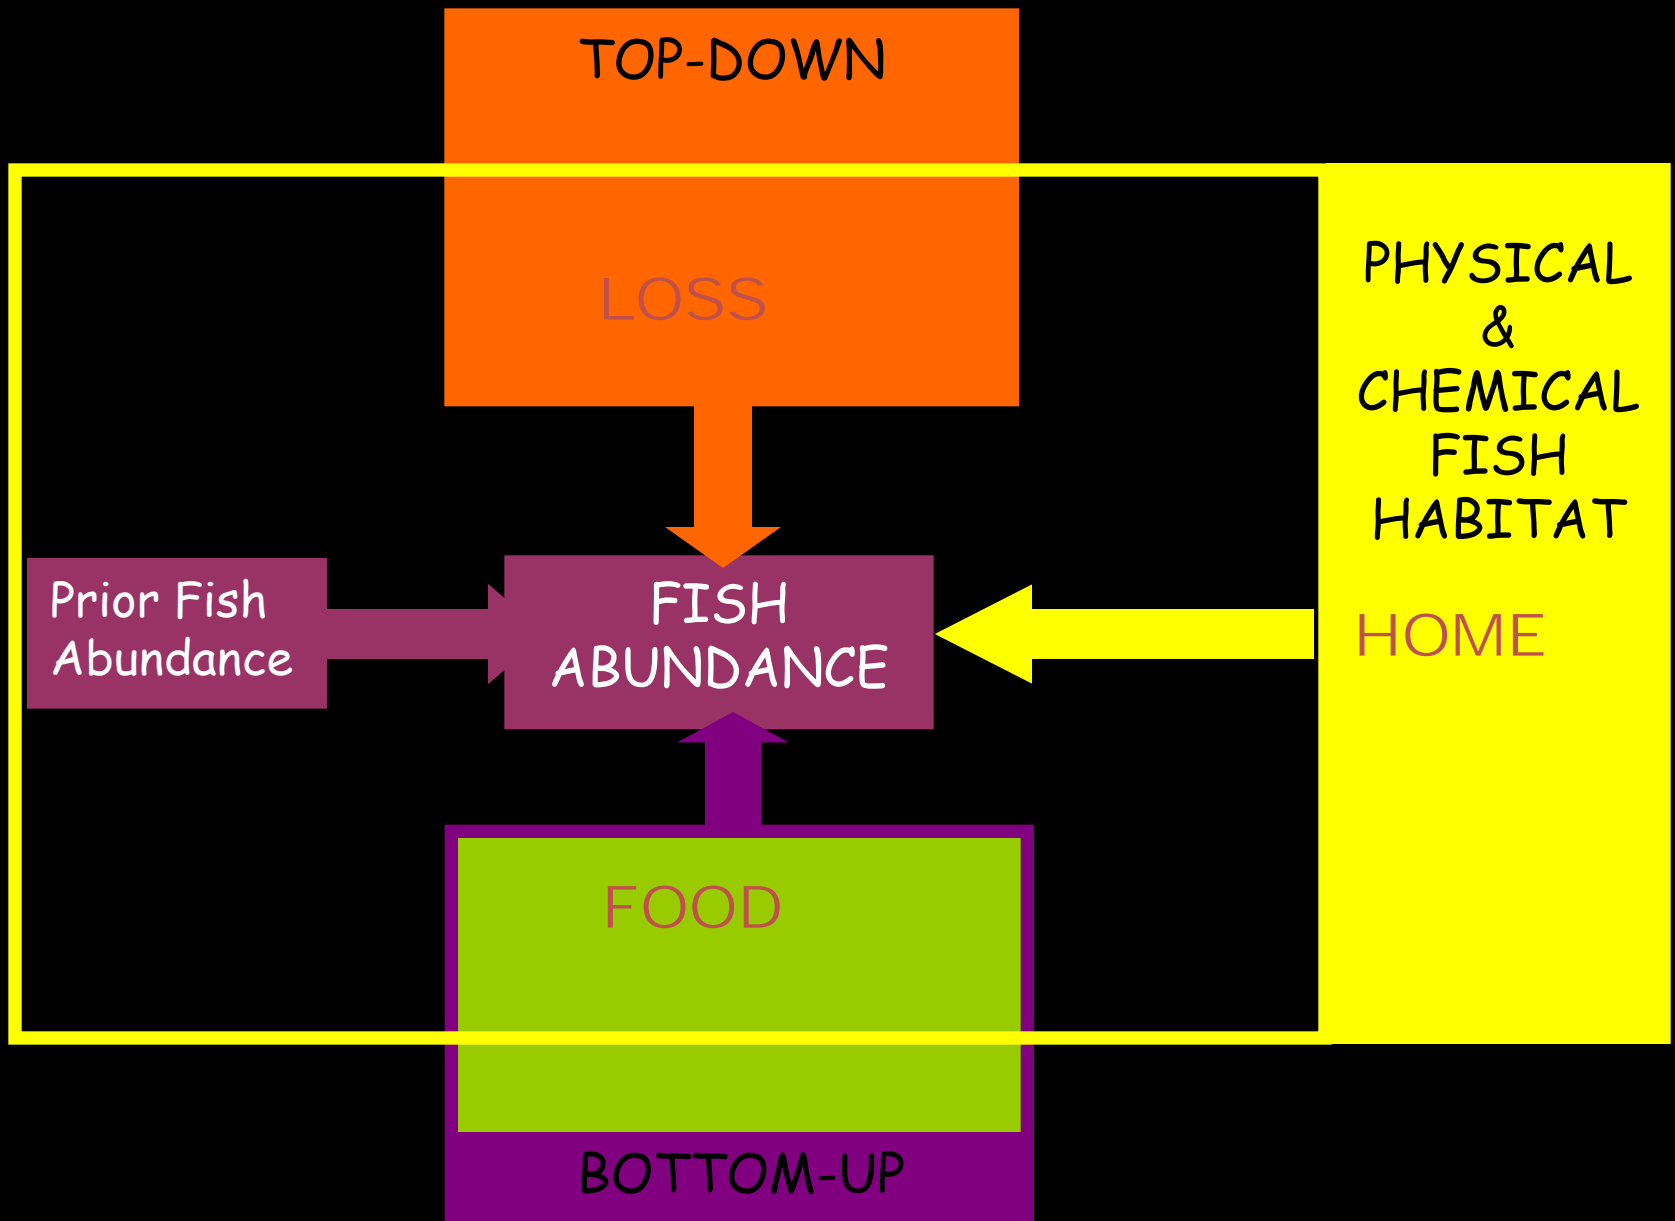 TOP-DOWN
LOSS
PHYSICAL
&
CHEMICAL
FISH
HABITAT
Prior Fish
Abundance
FISH
ABUNDANCE
HOME
FOOD
BOTTOM-UP